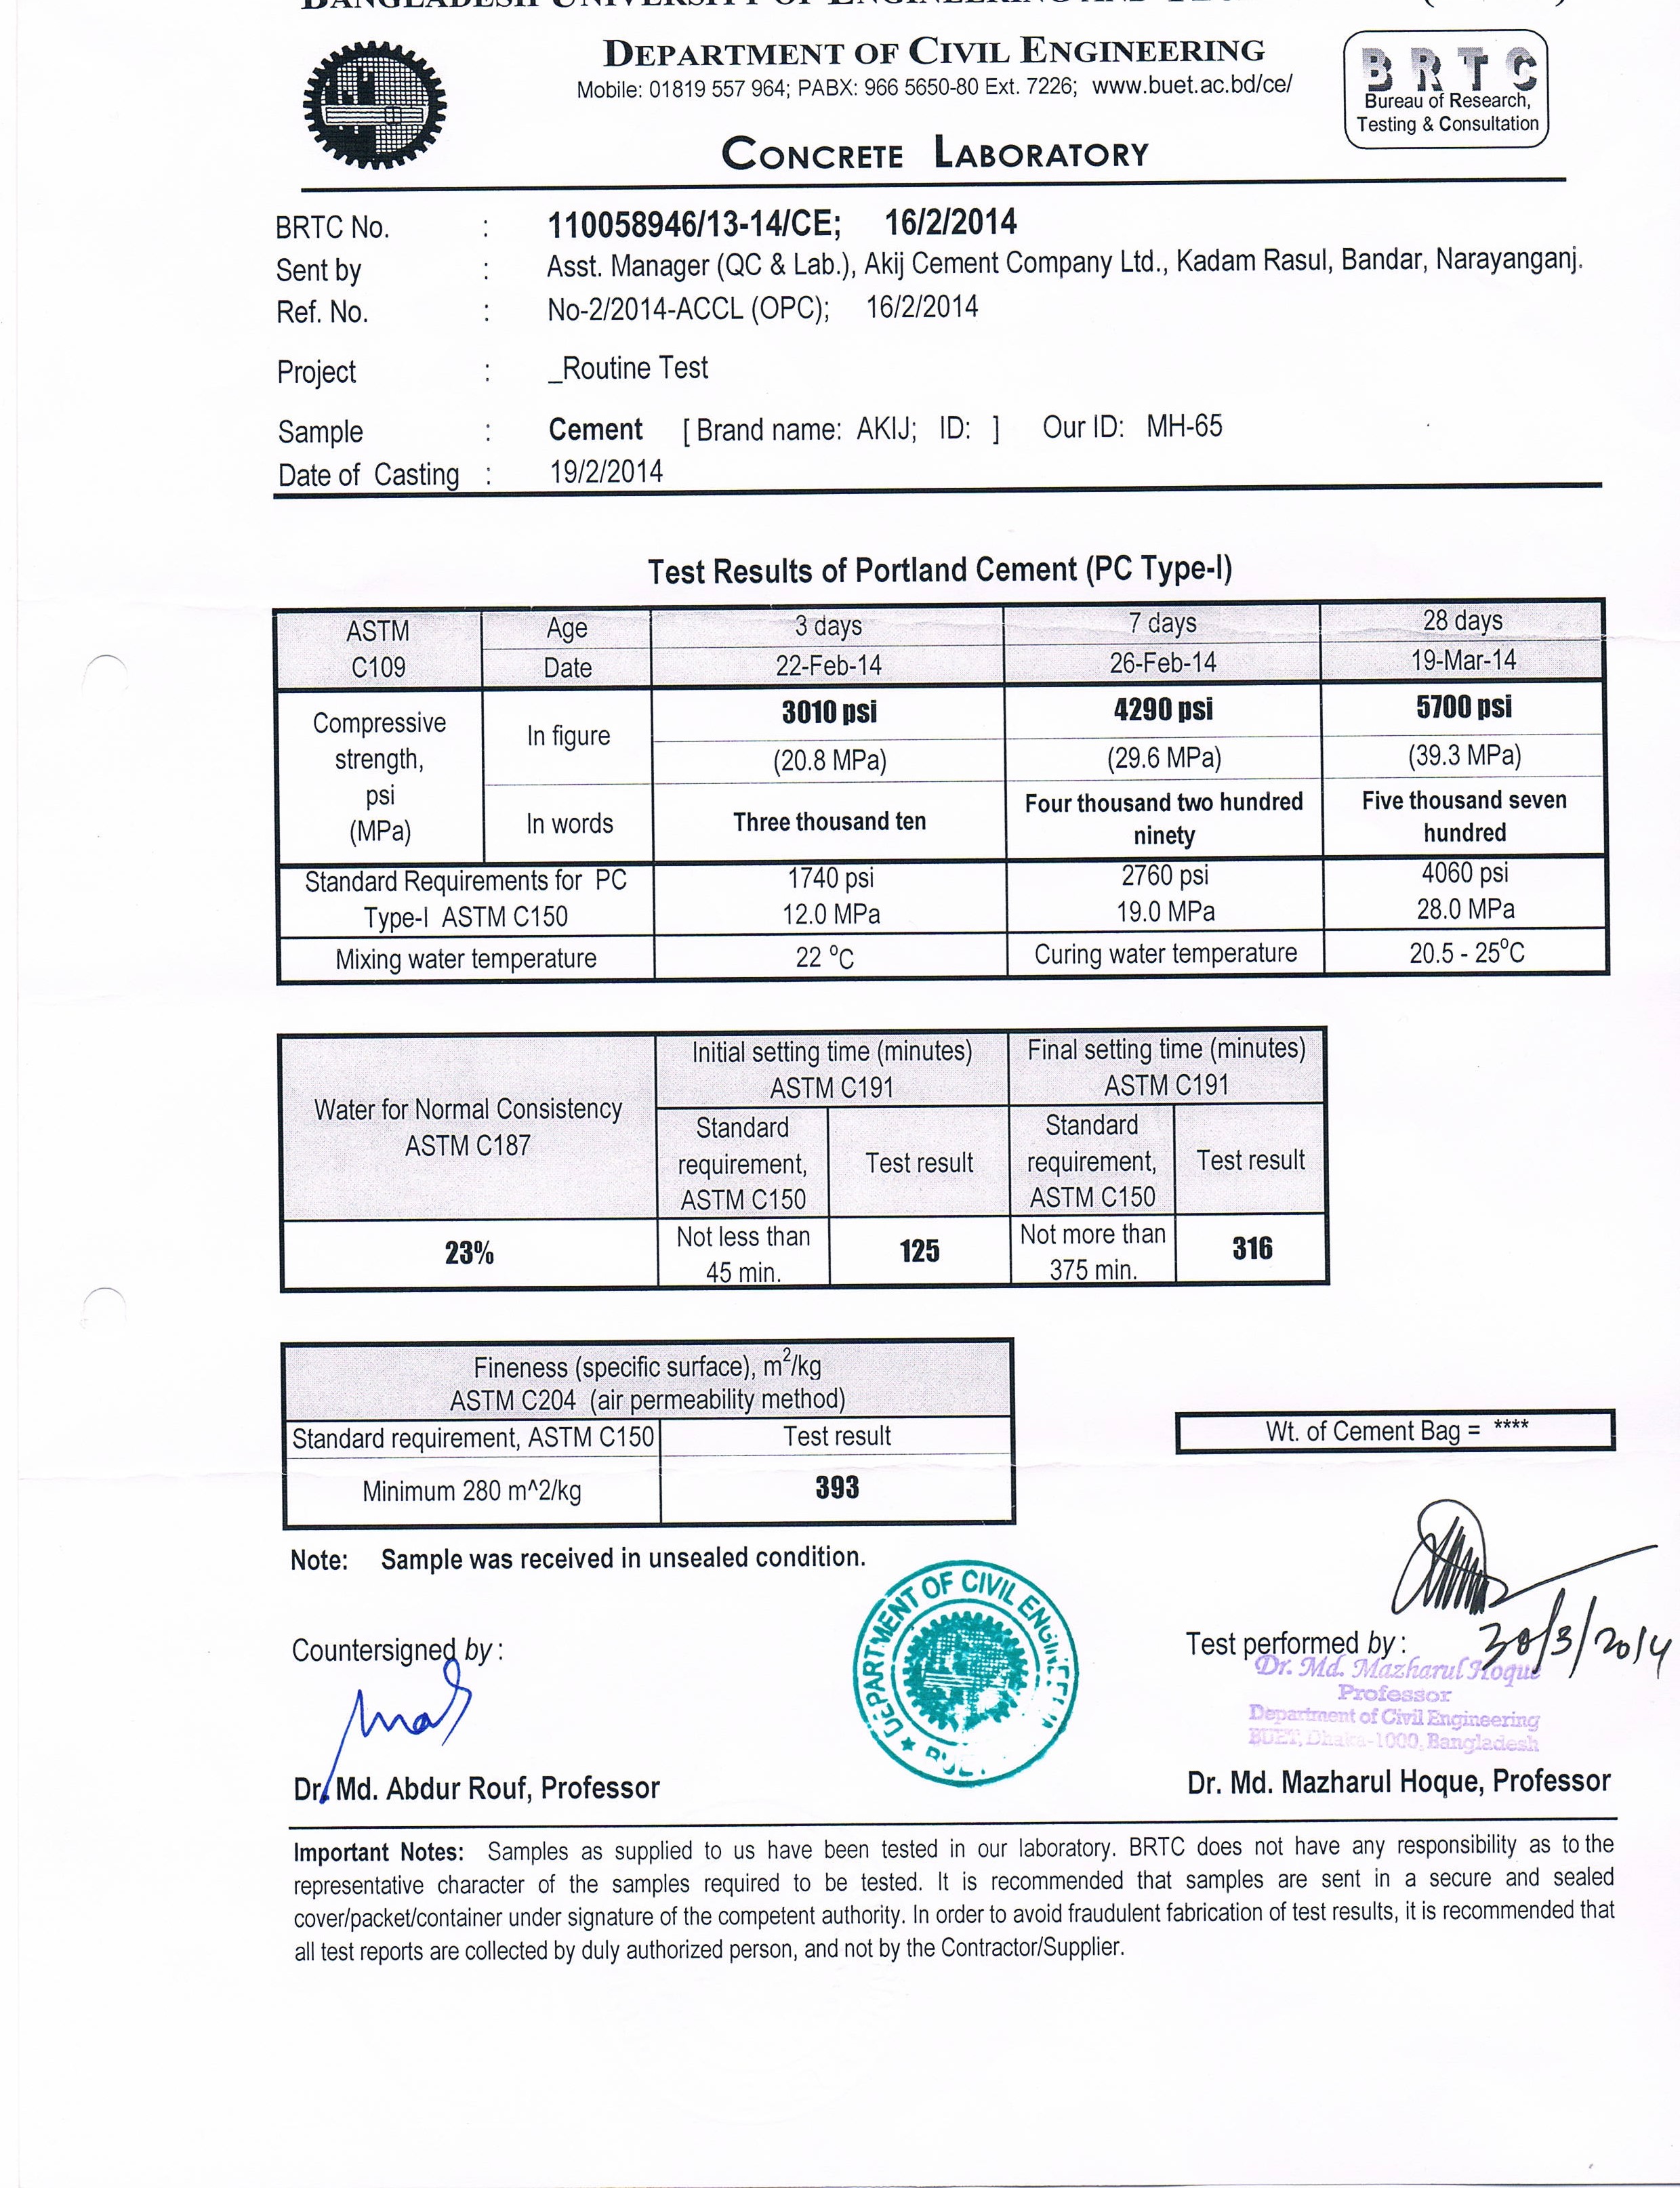 DEPARTMENT OF CIVIL ENGINEERING
Mobile: 01819 557 964; PABX: 966 5650-80 Ext. 7226; www.buet.ac.bd/ce/
BRTC
Bureau of Research,
Testing & Consultation
CONCRETE LABORATORY
BRTC No. : 110058946/13-14/CE; 16/2/2014
Sent by : Asst. Manager (QC & Lab.), Akij Cement Company Ltd., Kadam Rasul, Bandar, Narayanganj.
Ref. No. : No-2/2014-ACCL (OPC); 16/2/2014
Project : _Routine Test
Sample : Cement [ Brand name: AKIJ; ID: ] Our ID: MH-65
Date of Casting : 19/2/2014
Test Results of Portland Cement (PC Type-I)
ASTM C109 Age 3 days 7 days 28 days
Date 22-Feb-14 26-Feb-14 19-Mar-14
Compressive strength, psi (MPa) In figure 3010 psi 4290 psi 5700 psi
(20.8 MPa) (29.6 MPa) (39.3 MPa)
In words Three thousand ten Four thousand two hundred ninety Five thousand seven hundred
Standard Requirements for PC Type-I ASTM C150 1740 psi 2760 psi 4060 psi
12.0 MPa 19.0 MPa 28.0 MPa
Mixing water temperature 22 °C Curing water temperature 20.5 - 25°C
Water for Normal Consistency ASTM C187
Initial setting time (minutes) ASTM C191
Final setting time (minutes) ASTM C191
Standard requirement, ASTM C150 Test result Standard requirement, ASTM C150 Test result
23% Not less than 45 min. 125 Not more than 375 min. 316
Fineness (specific surface), m²/kg
ASTM C204 (air permeability method)
Standard requirement, ASTM C150 Test result
Minimum 280 m^2/kg 393
Wt. of Cement Bag = ****
Note: Sample was received in unsealed condition.
DEPARTMENT OF CIVIL
Countersigned by :
Test performed by :
30/3/2014
Dr. Md. Mazharul Hoque
Professor
Department of Civil Engineering
BUET, Dhaka-1000, Bangladesh
Dr. Md. Abdur Rouf, Professor
Dr. Md. Mazharul Hoque, Professor
Important Notes: Samples as supplied to us have been tested in our laboratory. BRTC does not have any responsibility as to the
representative character of the samples required to be tested. It is recommended that samples are sent in a secure and sealed
cover/packet/container under signature of the competent authority. In order to avoid fraudulent fabrication of test results, it is recommended that
all test reports are collected by duly authorized person, and not by the Contractor/Supplier.